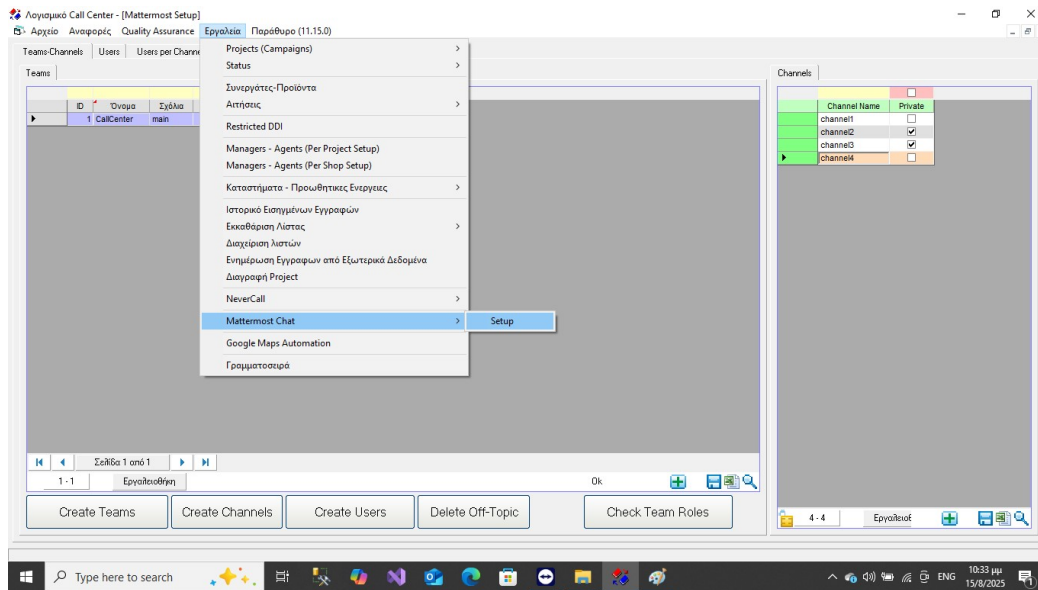 Λογισμικό Call Center - [Mattermost Setup]
Αρχείο Αναφορές Quality Assurance Εργαλεία Παράθυρο (11.15.0)
Teams-Channels Users Users per Channe
Teams
ID Όνομα Σχόλια
1 CallCenter main
Projects (Campaigns)
Status
Συνεργάτες-Προϊόντα
Αιτήσεις
Restricted DDI
Managers - Agents (Per Project Setup)
Managers - Agents (Per Shop Setup)
Καταστήματα - Προωθητικες Ενεργειες
Ιστορικό Εισηγμένων Εγγραφών
Εκκαθάριση Λίστας
Διαχείριση λιστών
Ενημέρωση Εγγραφων από Εξωτερικά Δεδομένα
Διαγραφή Project
NeverCall
Mattermost Chat
Setup
Google Maps Automation
Γραμματοσειρά
Channels
Channel Name Private
channel1
channel2
channel3
channel4
Σελίδα 1 από 1
1 - 1 Εργαλειοθήκη Ok
Create Teams Create Channels Create Users Delete Off-Topic Check Team Roles
4 - 4 Εργαλειοθ
Type here to search
ENG
10:33 μμ
15/8/2025